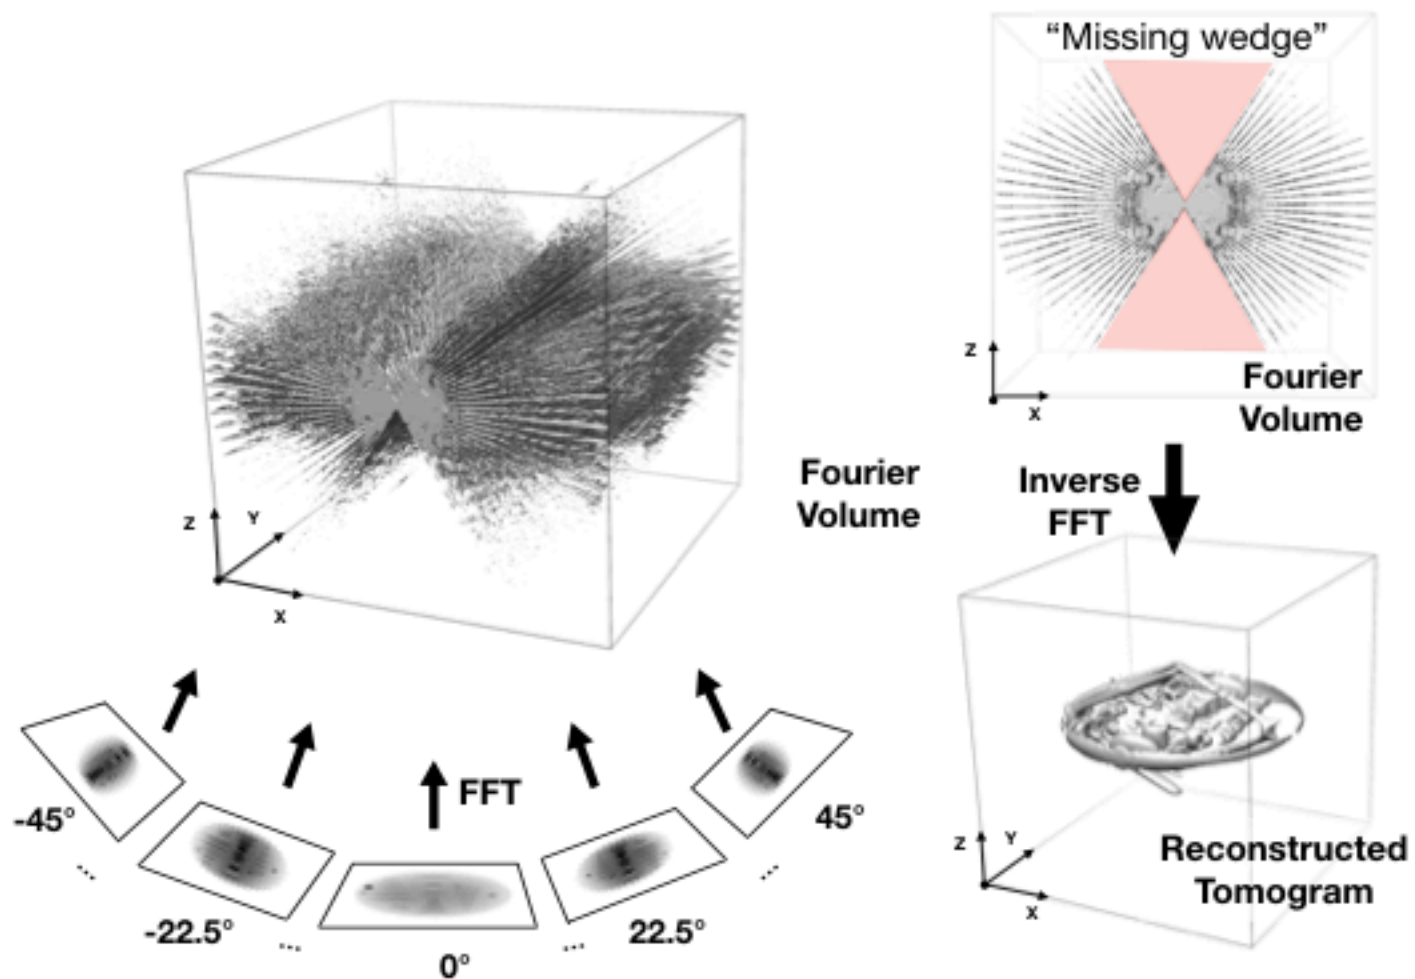 “Missing wedge”
Z
X
Fourier
Volume
Fourier
Volume
Inverse
FFT
Z
Y
X
FFT
-45°
...
-22.5°
...
0°
...
22.5°
...
45°
Z
Y
X
Reconstructed
Tomogram